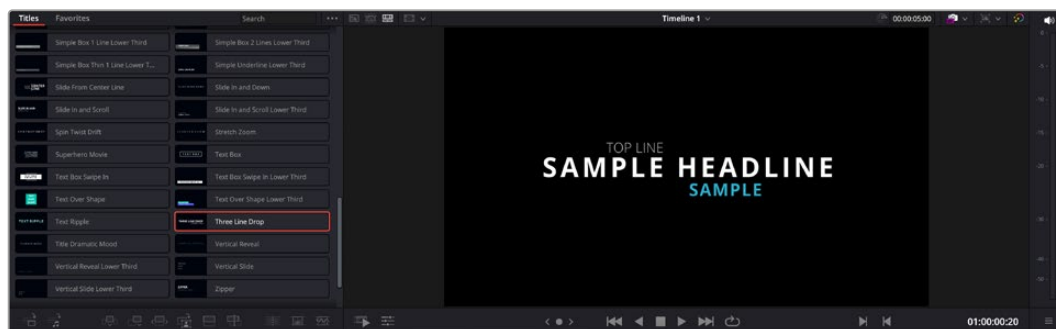 Titles Favorites Search
Timeline 1 00:00:05:00
Simple Box 1 Line Lower Third Simple Box 2 Lines Lower Third
Simple Box Thin 1 Line Lower T... Simple Underline Lower Third
Slide From Center Line Slide In and Down
Slide In and Scroll Slide In and Scroll Lower Third
Spin Twist Drift Stretch Zoom
Superhero Movie Text Box
Text Box Swipe In Text Box Swipe In Lower Third
Text Over Shape Text Over Shape Lower Third
Text Ripple Three Line Drop
Title Dramatic Mood Vertical Reveal
Vertical Reveal Lower Third Vertical Slide
Vertical Slide Lower Third Zipper
TOP LINE
SAMPLE HEADLINE
SAMPLE
01:00:00:20